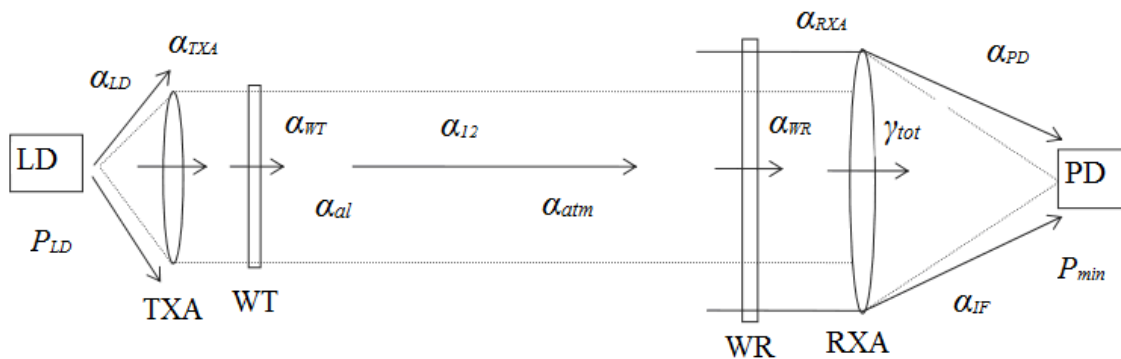 α_TXA
α_LD
LD
P_LD
TXA
α_WT
WT
α_12
α_al
α_atm
α_RXA
α_WR
γ_tot
WR
RXA
α_PD
PD
P_min
α_IF